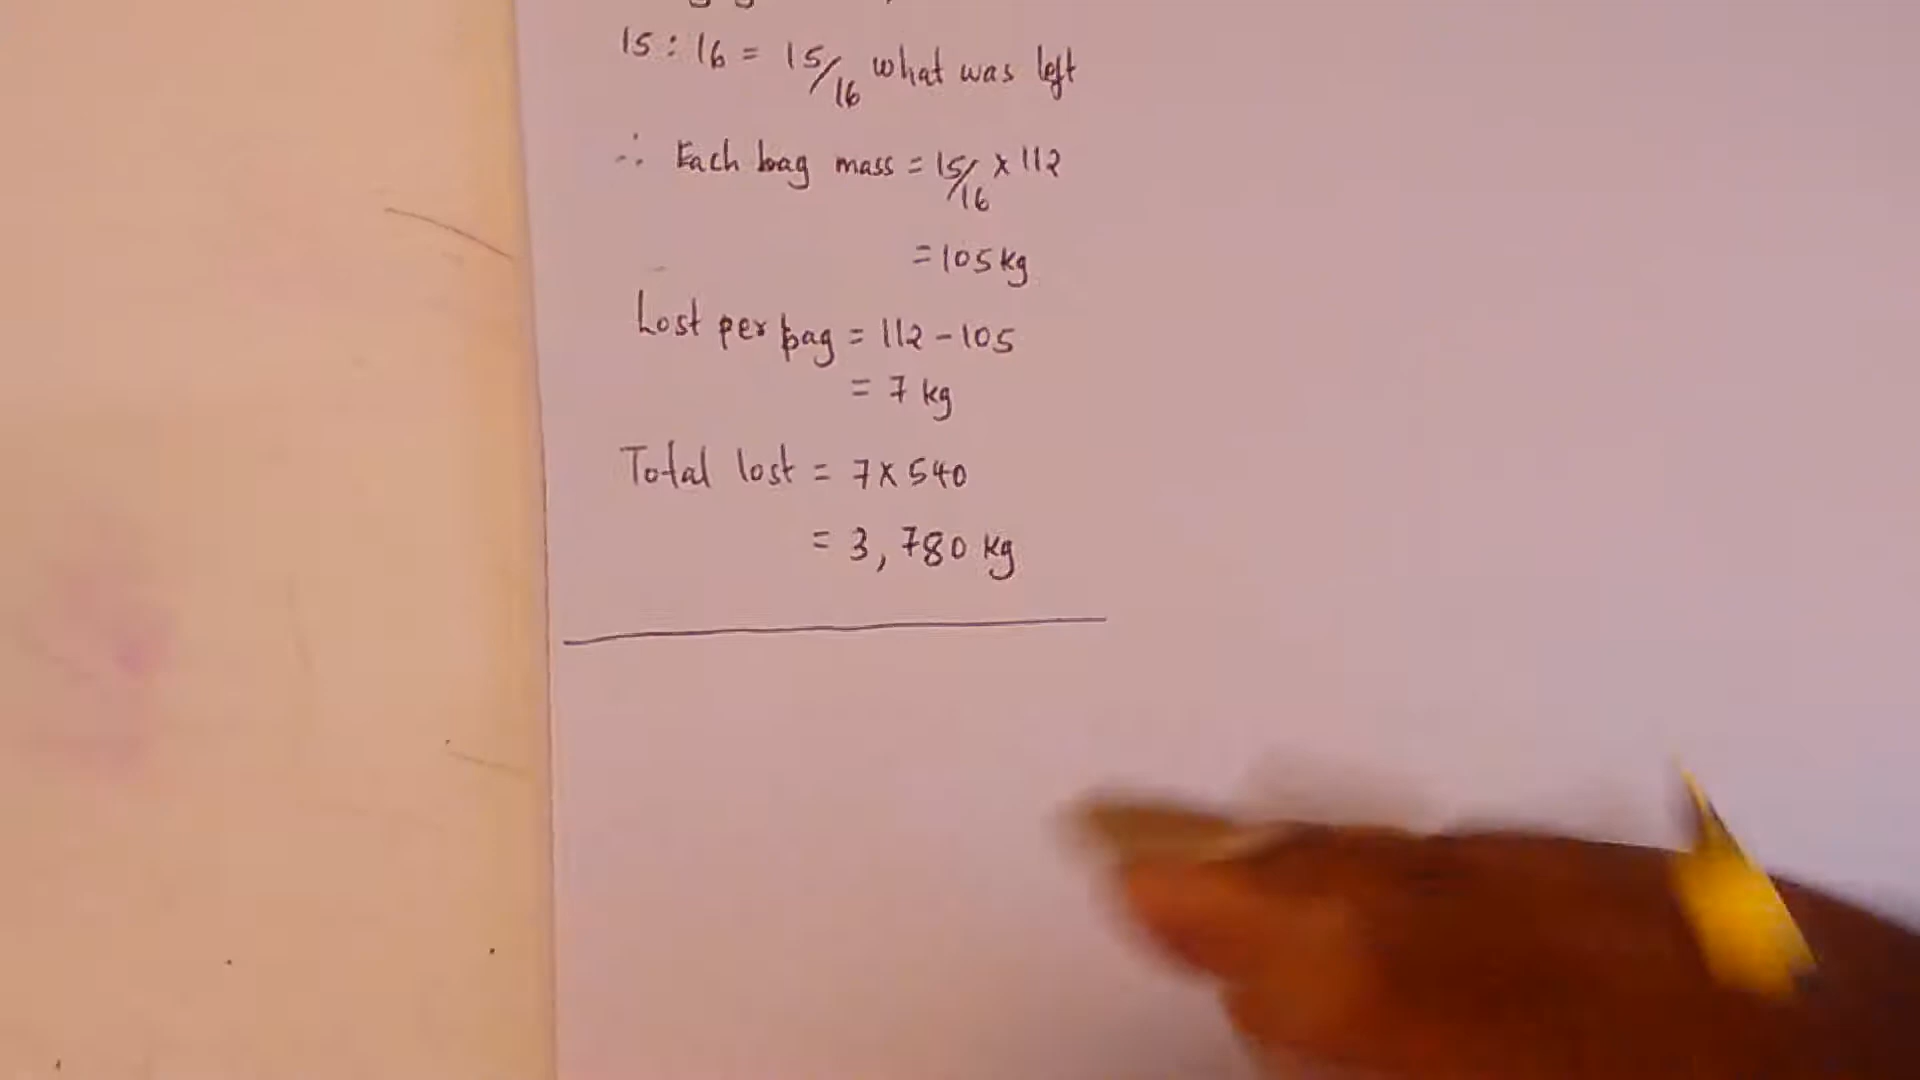 15 : 16 = 15/16 what was left
∴ Each bag mass = 15/16 × 112
= 105 kg
Lost per bag = 112 - 105
= 7 kg
Total lost = 7 × 540
= 3,780 kg